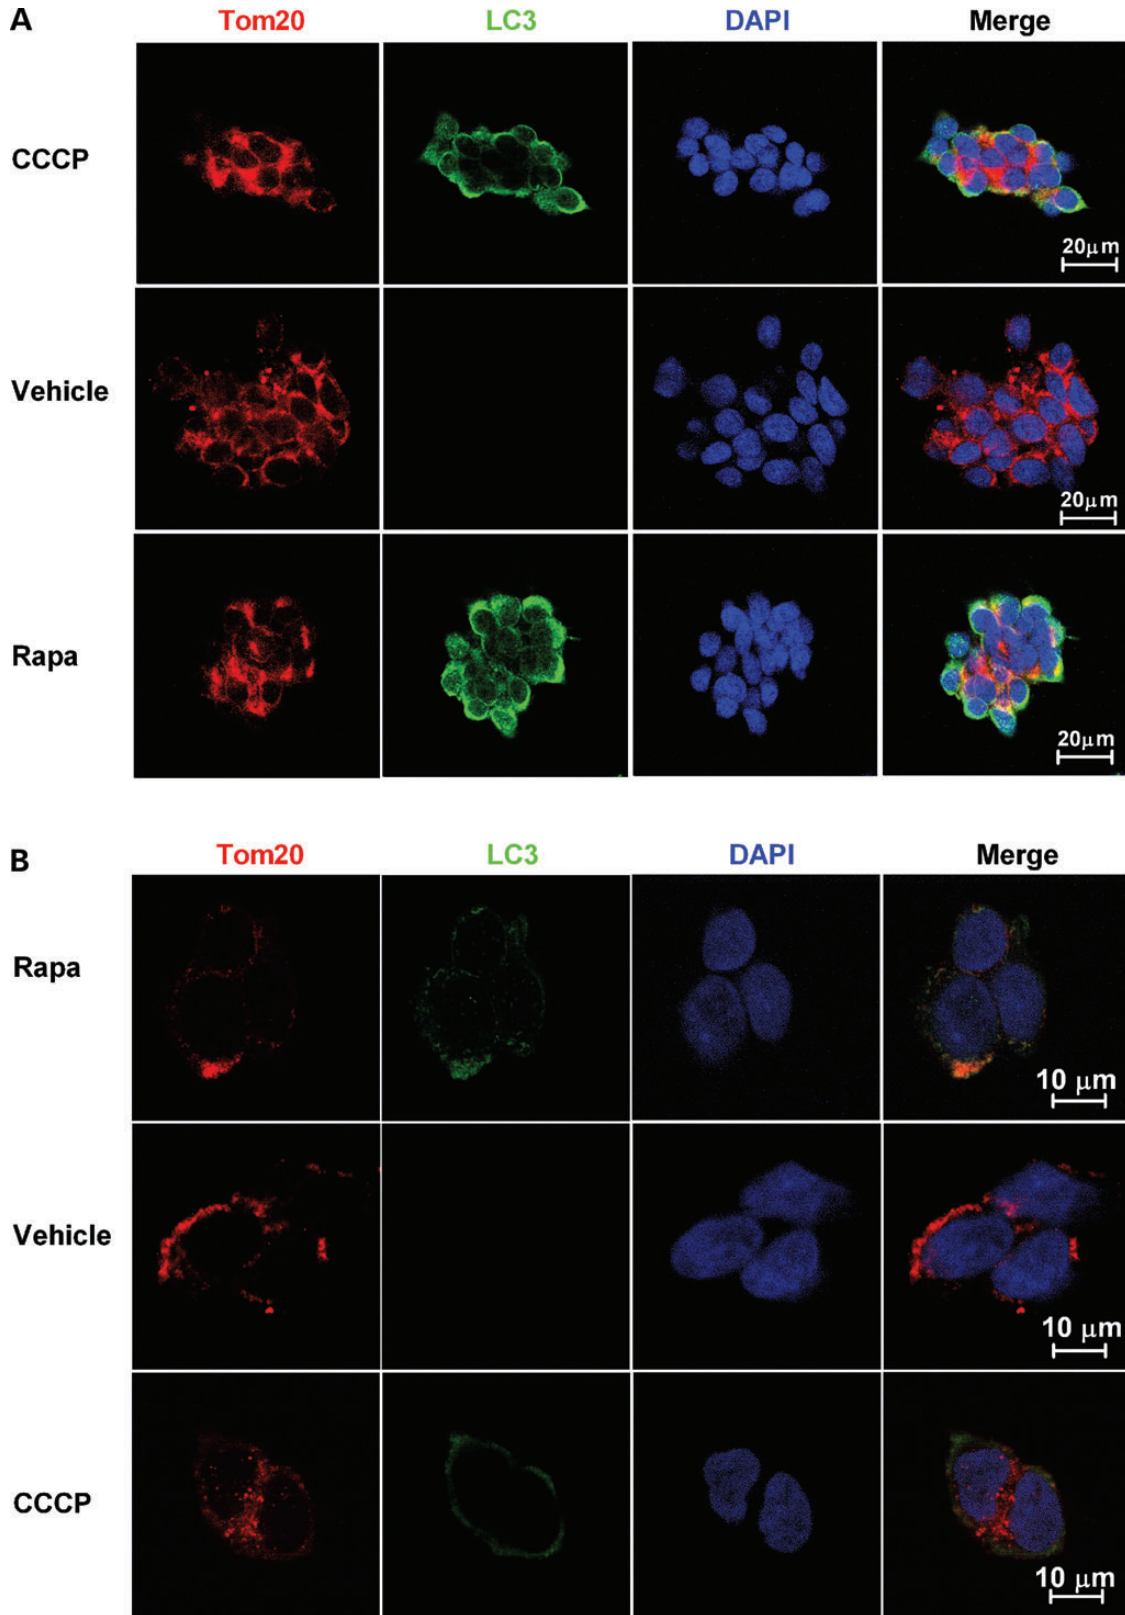 A Tom20 LC3 DAPI Merge
CCCP
20μm
Vehicle
20μm
Rapa
20μm
B Tom20 LC3 DAPI Merge
Rapa
10 μm
Vehicle
10 μm
CCCP
10 μm